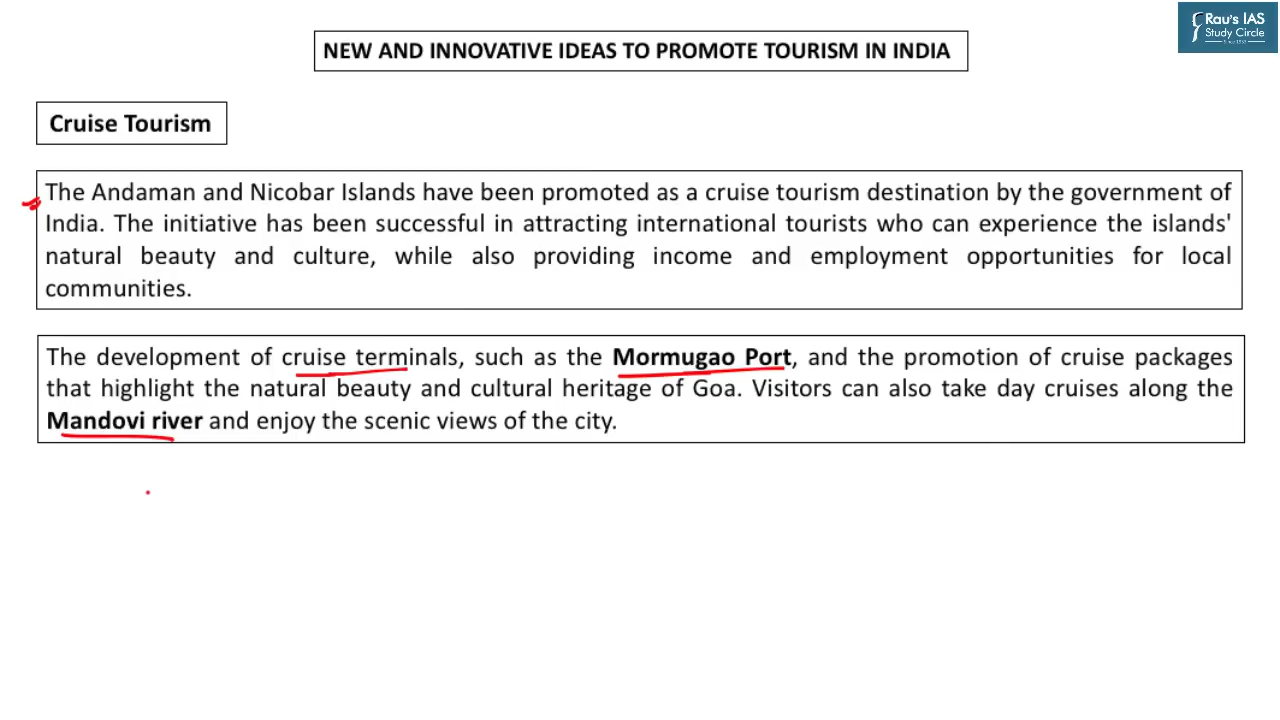 Rau's IAS
Study Circle
Since 1953
NEW AND INNOVATIVE IDEAS TO PROMOTE TOURISM IN INDIA
Cruise Tourism
The Andaman and Nicobar Islands have been promoted as a cruise tourism destination by the government of
India. The initiative has been successful in attracting international tourists who can experience the islands'
natural beauty and culture, while also providing income and employment opportunities for local
communities.
The development of cruise terminals, such as the Mormugao Port, and the promotion of cruise packages
that highlight the natural beauty and cultural heritage of Goa. Visitors can also take day cruises along the
Mandovi river and enjoy the scenic views of the city.